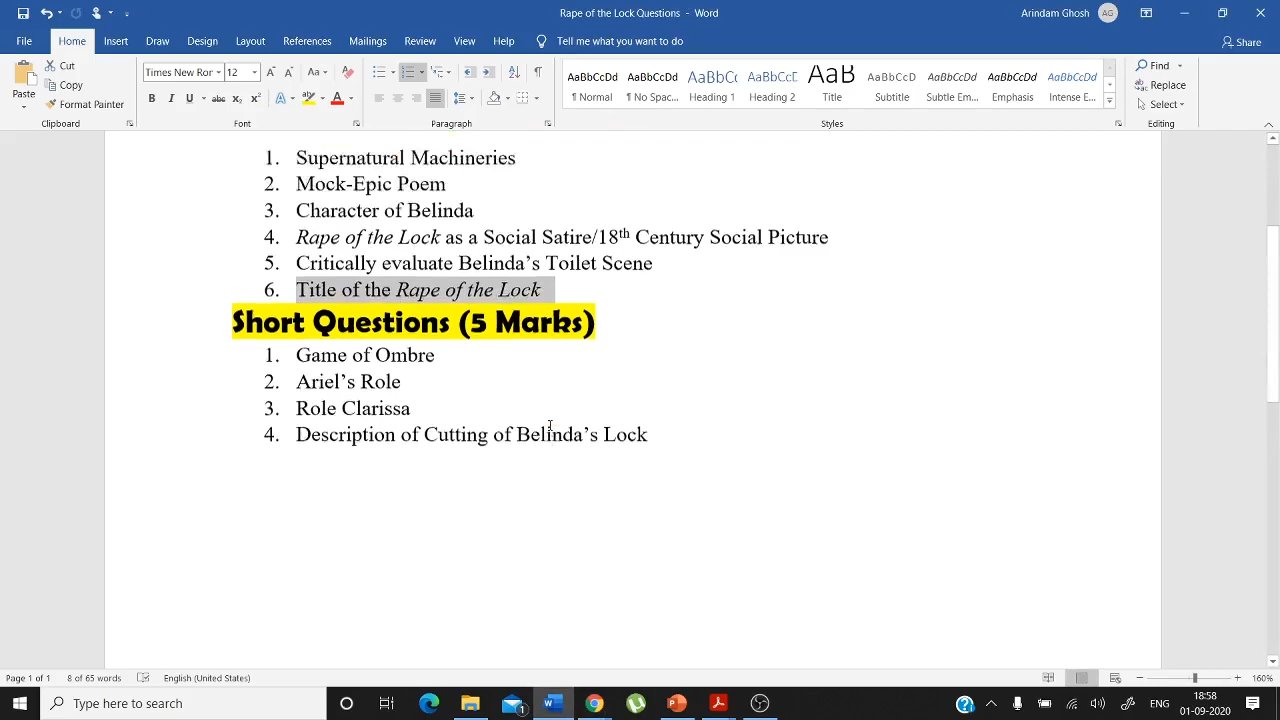 Rape of the Lock Questions - Word
Arindam Ghosh AG
File Home Insert Draw Design Layout References Mailings Review View Help Tell me what you want to do Share
Paste Cut Copy Format Painter
Times New Ror 12
AaBbCcDd AaBbCcDd AaBbCc AaBbCcE AaB AaBbCcD AaBbCcDd AaBbCcDd AaBbCcDd
¶ Normal ¶ No Spac... Heading 1 Heading 2 Title Subtitle Subtle Em... Emphasis Intense E...
Find Replace Select
Clipboard Font Paragraph Styles Editing
1. Supernatural Machineries
2. Mock-Epic Poem
3. Character of Belinda
4. Rape of the Lock as a Social Satire/18th Century Social Picture
5. Critically evaluate Belinda’s Toilet Scene
6. Title of the Rape of the Lock
Short Questions (5 Marks)
1. Game of Ombre
2. Ariel’s Role
3. Role Clarissa
4. Description of Cutting of Belinda’s Lock
Page 1 of 1 8 of 65 words English (United States) 160%
Type here to search
ENG 18:58
01-09-2020